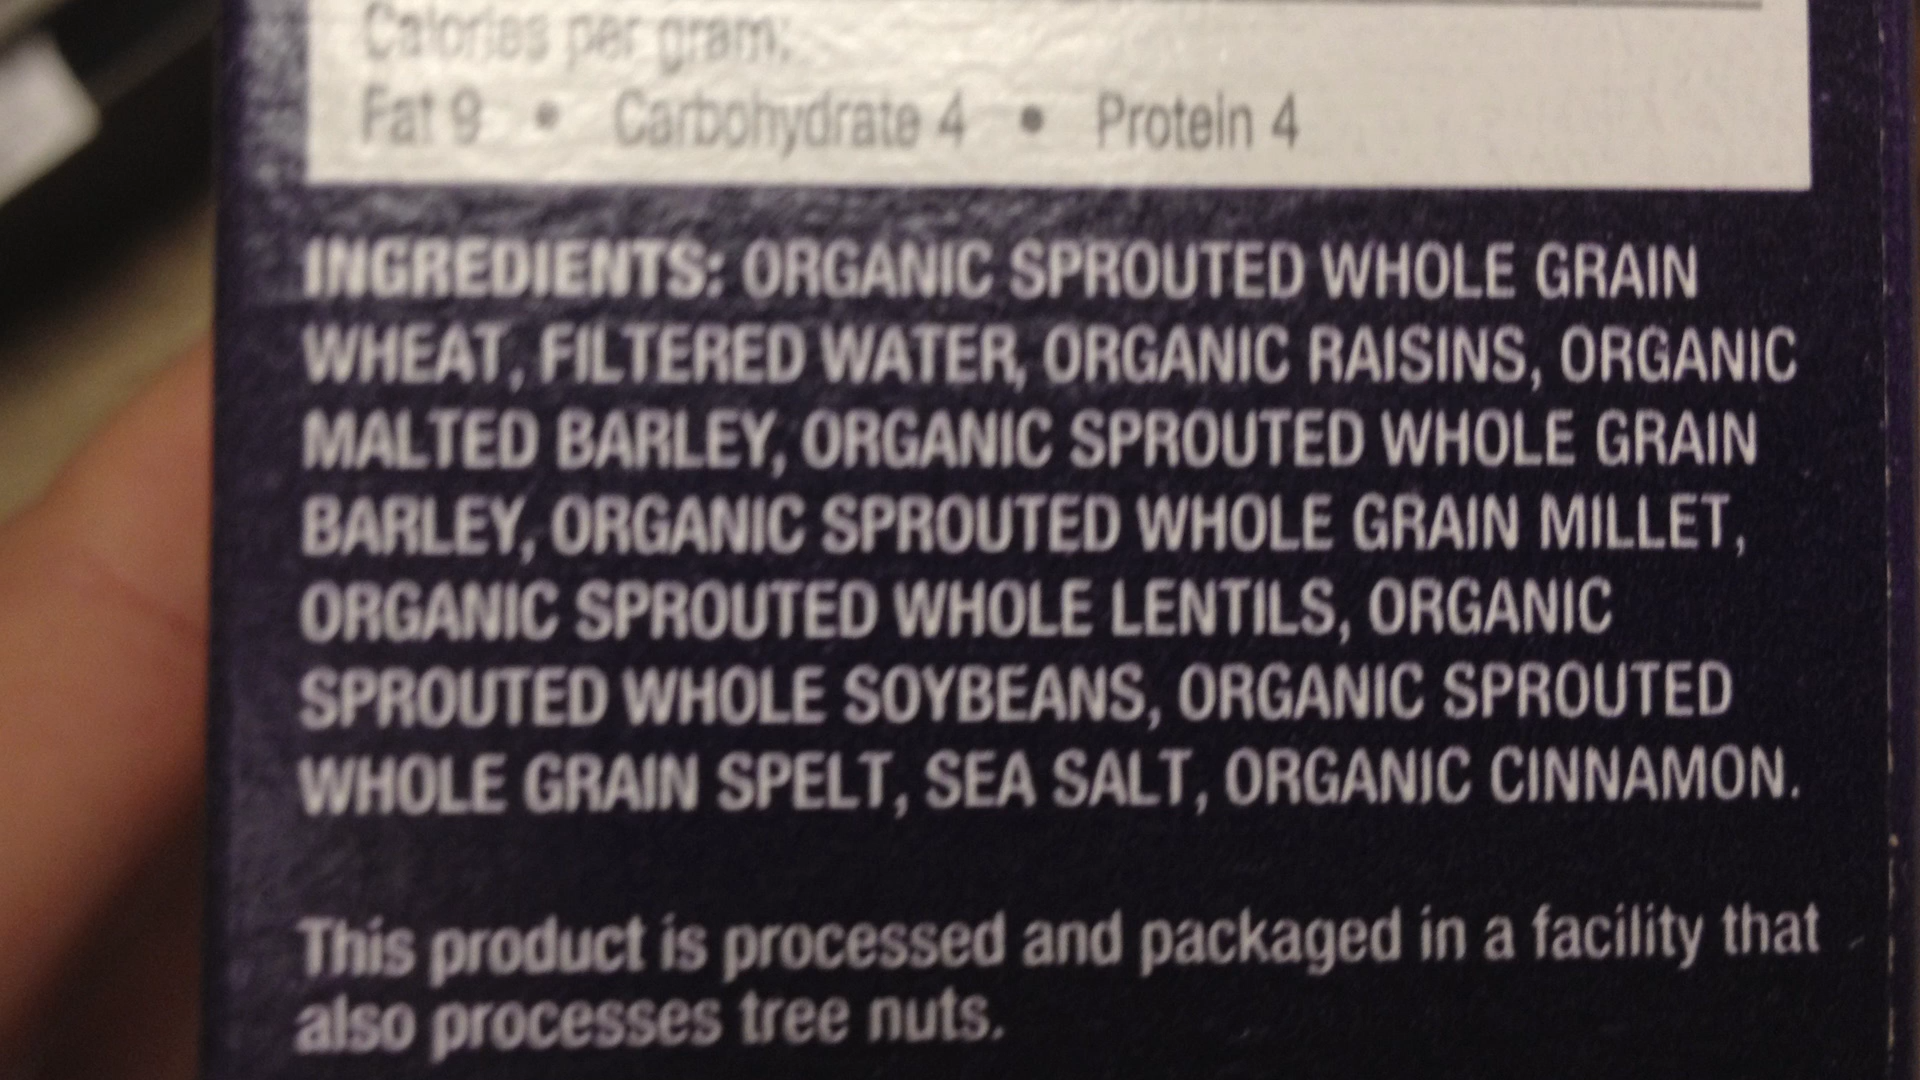 Calories per gram:
Fat 9 • Carbohydrate 4 • Protein 4
INGREDIENTS: ORGANIC SPROUTED WHOLE GRAIN
WHEAT, FILTERED WATER, ORGANIC RAISINS, ORGANIC
MALTED BARLEY, ORGANIC SPROUTED WHOLE GRAIN
BARLEY, ORGANIC SPROUTED WHOLE GRAIN MILLET,
ORGANIC SPROUTED WHOLE LENTILS, ORGANIC
SPROUTED WHOLE SOYBEANS, ORGANIC SPROUTED
WHOLE GRAIN SPELT, SEA SALT, ORGANIC CINNAMON.
This product is processed and packaged in a facility that
also processes tree nuts.